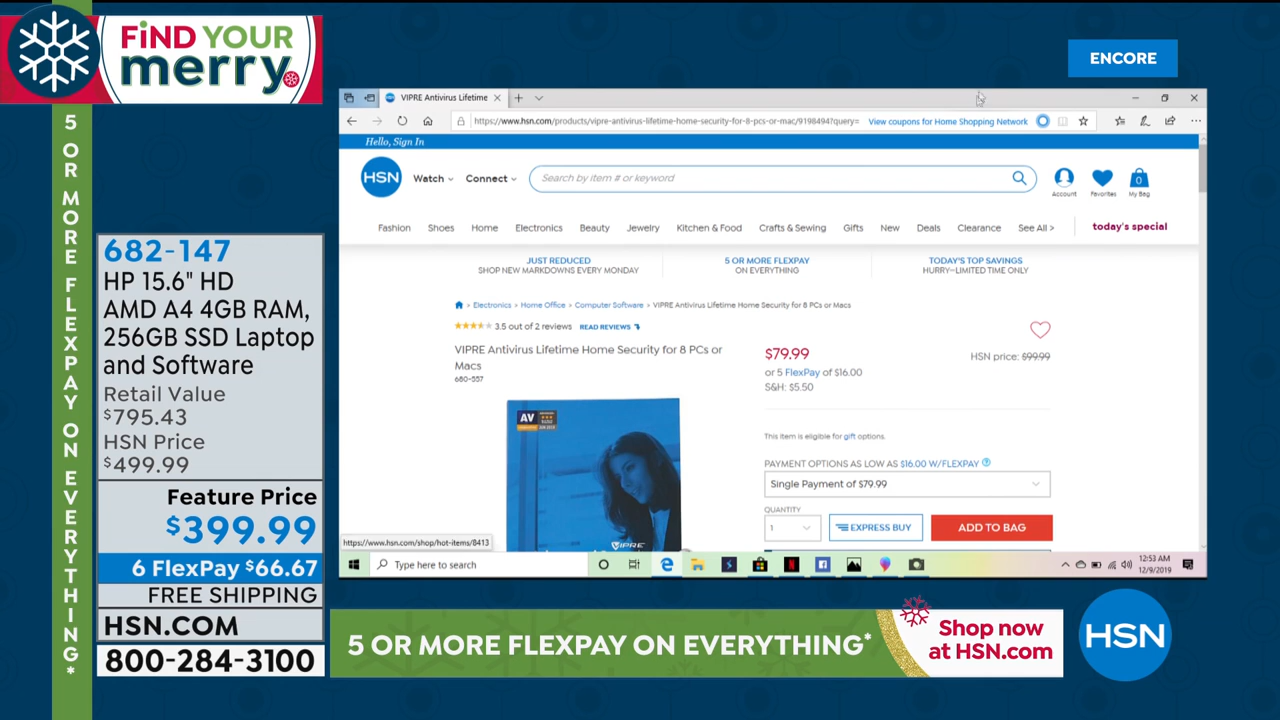 FiND YOUR
merry.
ENCORE
5 OR MORE FLEXPAY ON EVERYTHING*
682-147
HP 15.6" HD
AMD A4 4GB RAM,
256GB SSD Laptop
and Software
Retail Value
$795.43
HSN Price
$499.99
Feature Price
$399.99
6 FlexPay $66.67
FREE SHIPPING
HSN.COM
800-284-3100
VIPRE Antivirus Lifetime
https://www.hsn.com/products/vipre-antivirus-lifetime-home-security-for-8-pcs-or-mac/9198494?query=
View coupons for Home Shopping Network
Hello, Sign In
HSN
Watch
Connect
Search by item # or keyword
Account
Favorites
0
My Bag
Fashion Shoes Home Electronics Beauty Jewelry Kitchen & Food Crafts & Sewing Gifts New Deals Clearance See All > today's special
JUST REDUCED
SHOP NEW MARKDOWNS EVERY MONDAY
5 OR MORE FLEXPAY
ON EVERYTHING
TODAY'S TOP SAVINGS
HURRY–LIMITED TIME ONLY
> Electronics > Home Office > Computer Software > VIPRE Antivirus Lifetime Home Security for 8 PCs or Macs
3.5 out of 2 reviews READ REVIEWS
VIPRE Antivirus Lifetime Home Security for 8 PCs or
Macs
680-557
$79.99
HSN price: $99.99
or 5 FlexPay of $16.00
S&H: $5.50
This item is eligible for gift options.
PAYMENT OPTIONS AS LOW AS $16.00 W/FLEXPAY
Single Payment of $79.99
QUANTITY
1
EXPRESS BUY
ADD TO BAG
AV
VIPRE
https://www.hsn.com/shop/hot-items/8413
Type here to search
12:53 AM
12/9/2019
5 OR MORE FLEXPAY ON EVERYTHING*
Shop now
at HSN.com
HSN